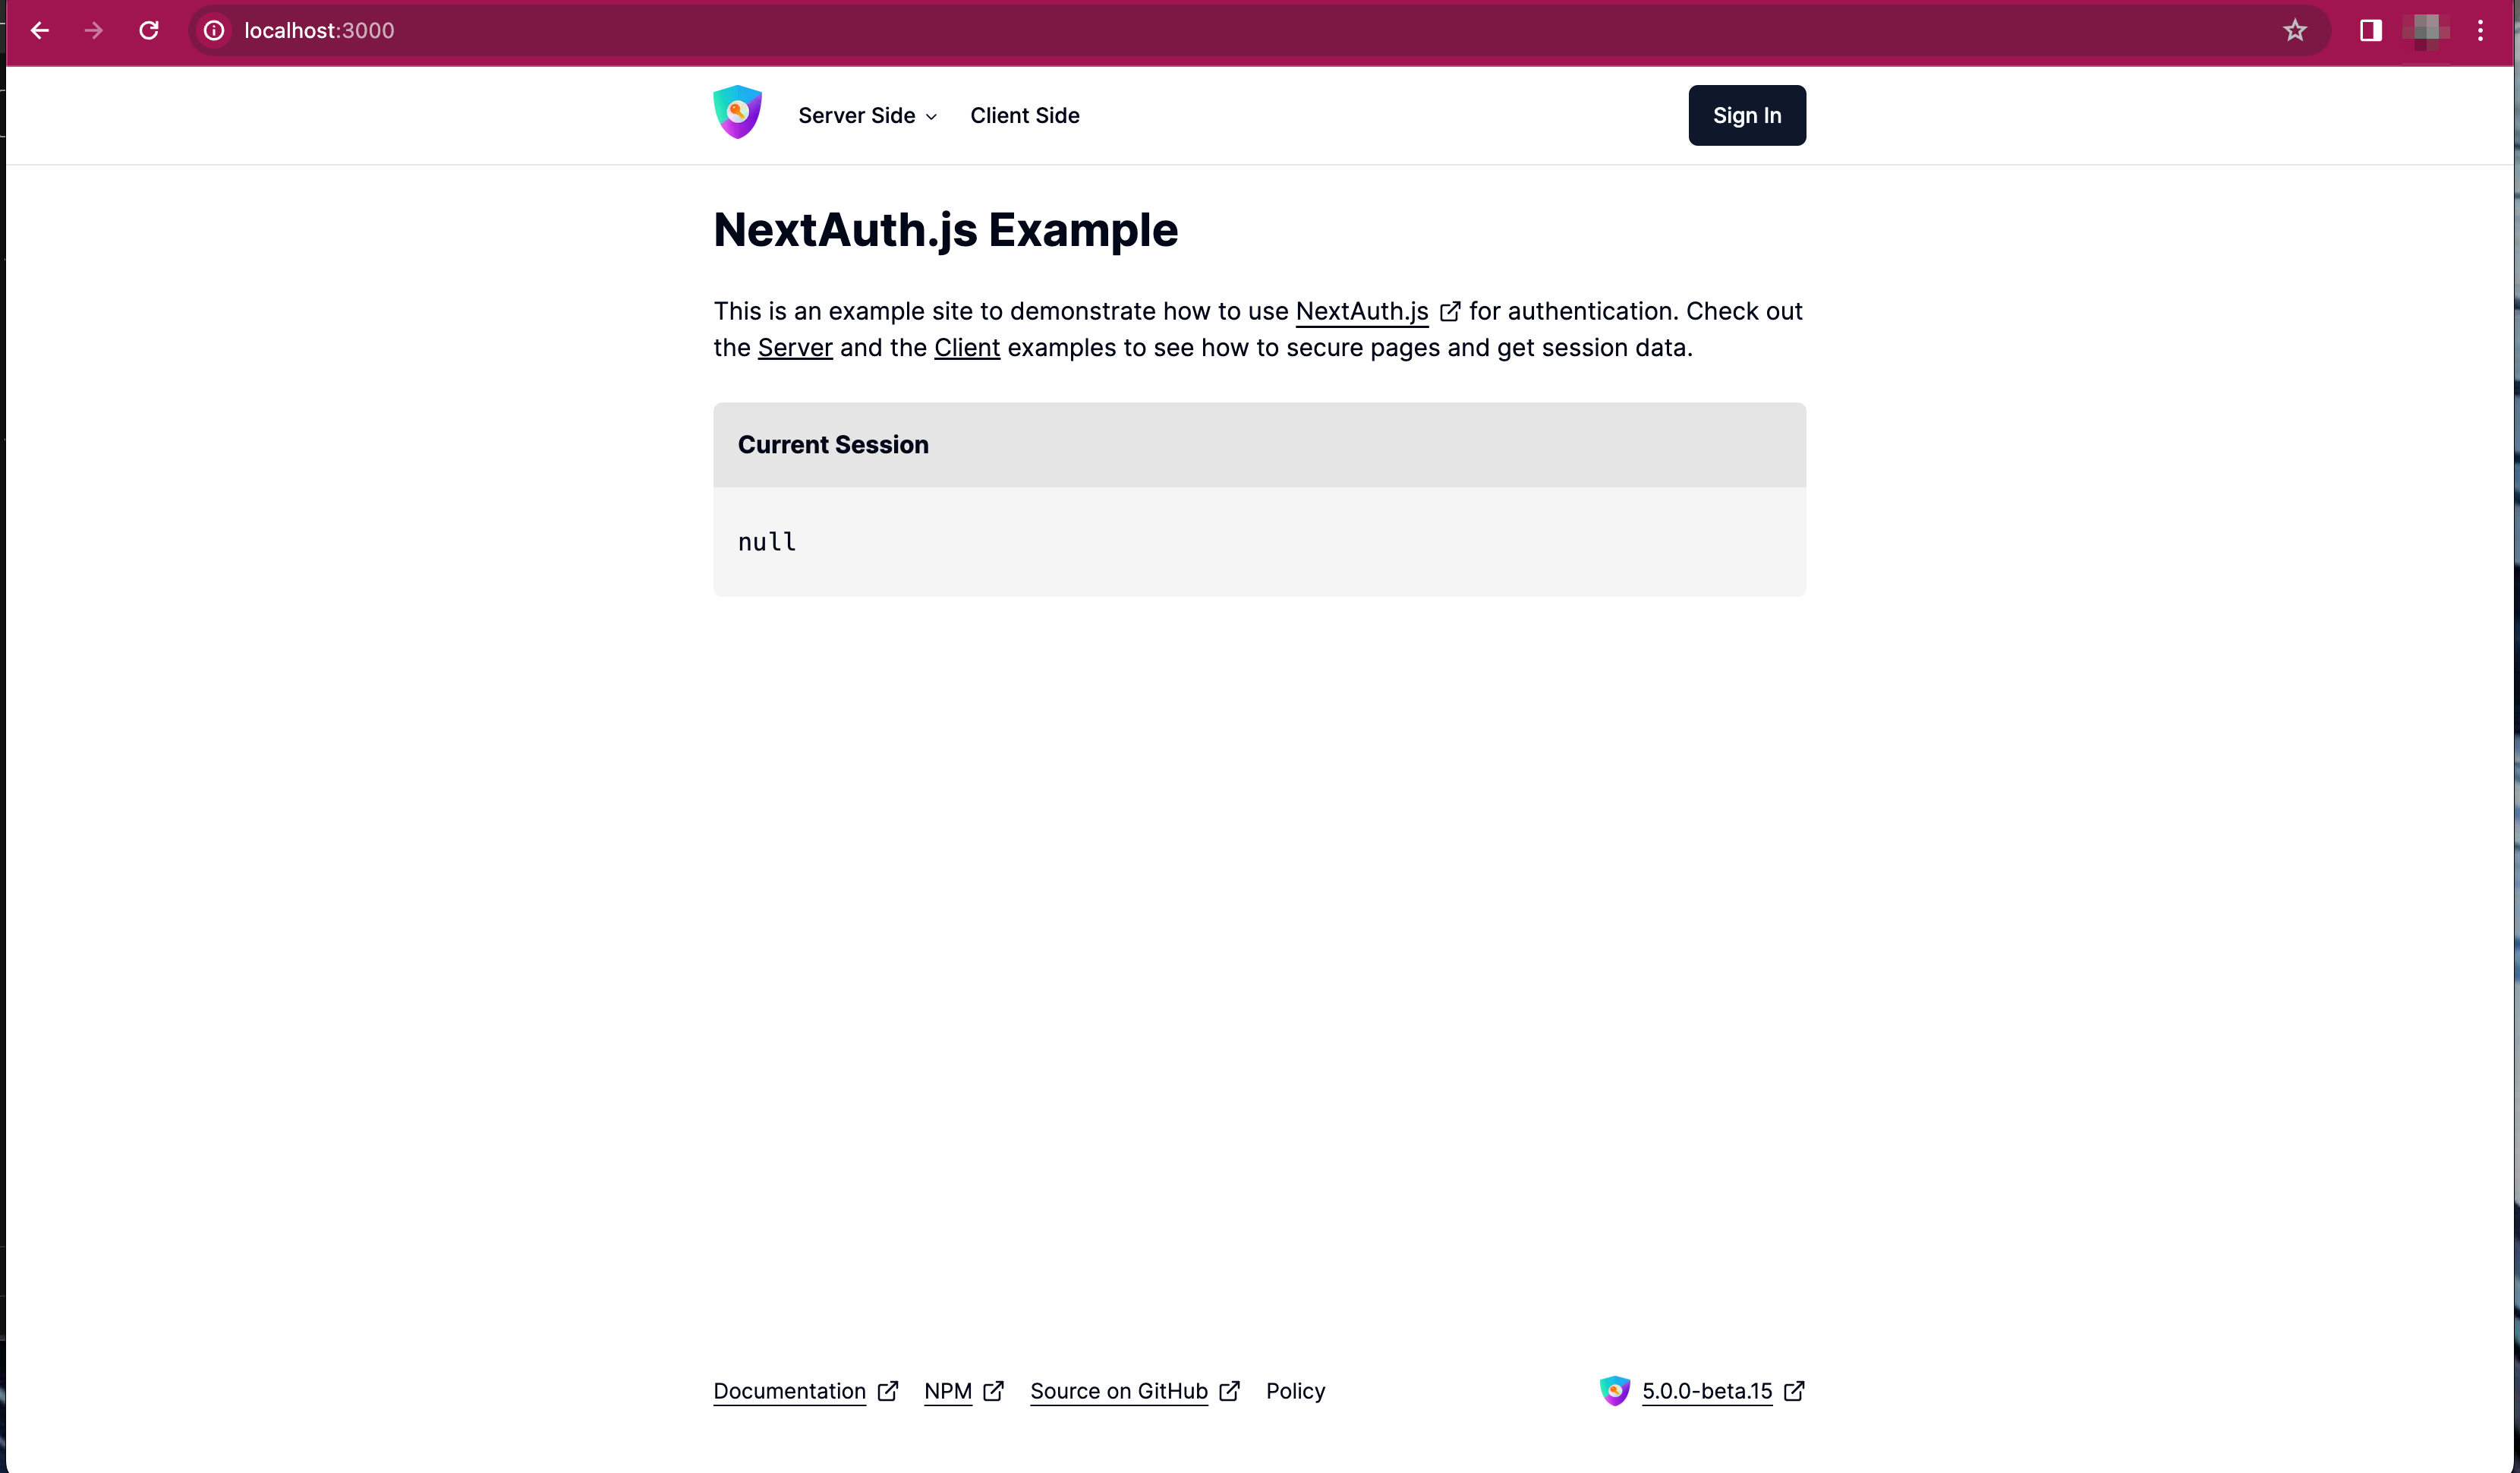 localhost:3000
Server Side Client Side Sign In
NextAuth.js Example
This is an example site to demonstrate how to use NextAuth.js for authentication. Check out
the Server and the Client examples to see how to secure pages and get session data.
Current Session
null
Documentation NPM Source on GitHub Policy 5.0.0-beta.15